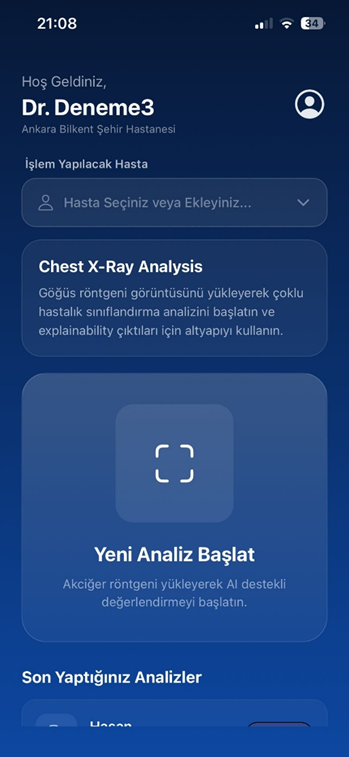 21:08
34
Hoş Geldiniz,
Dr. Deneme3
Ankara Bilkent Şehir Hastanesi
İşlem Yapılacak Hasta
Hasta Seçiniz veya Ekleyiniz...
Chest X-Ray Analysis
Göğüs röntgeni görüntüsünü yükleyerek çoklu
hastalık sınıflandırma analizini başlatın ve
explainability çıktıları için altyapıyı kullanın.
Yeni Analiz Başlat
Akciğer röntgeni yükleyerek AI destekli
değerlendirmeyi başlatın.
Son Yaptığınız Analizler
Hasan